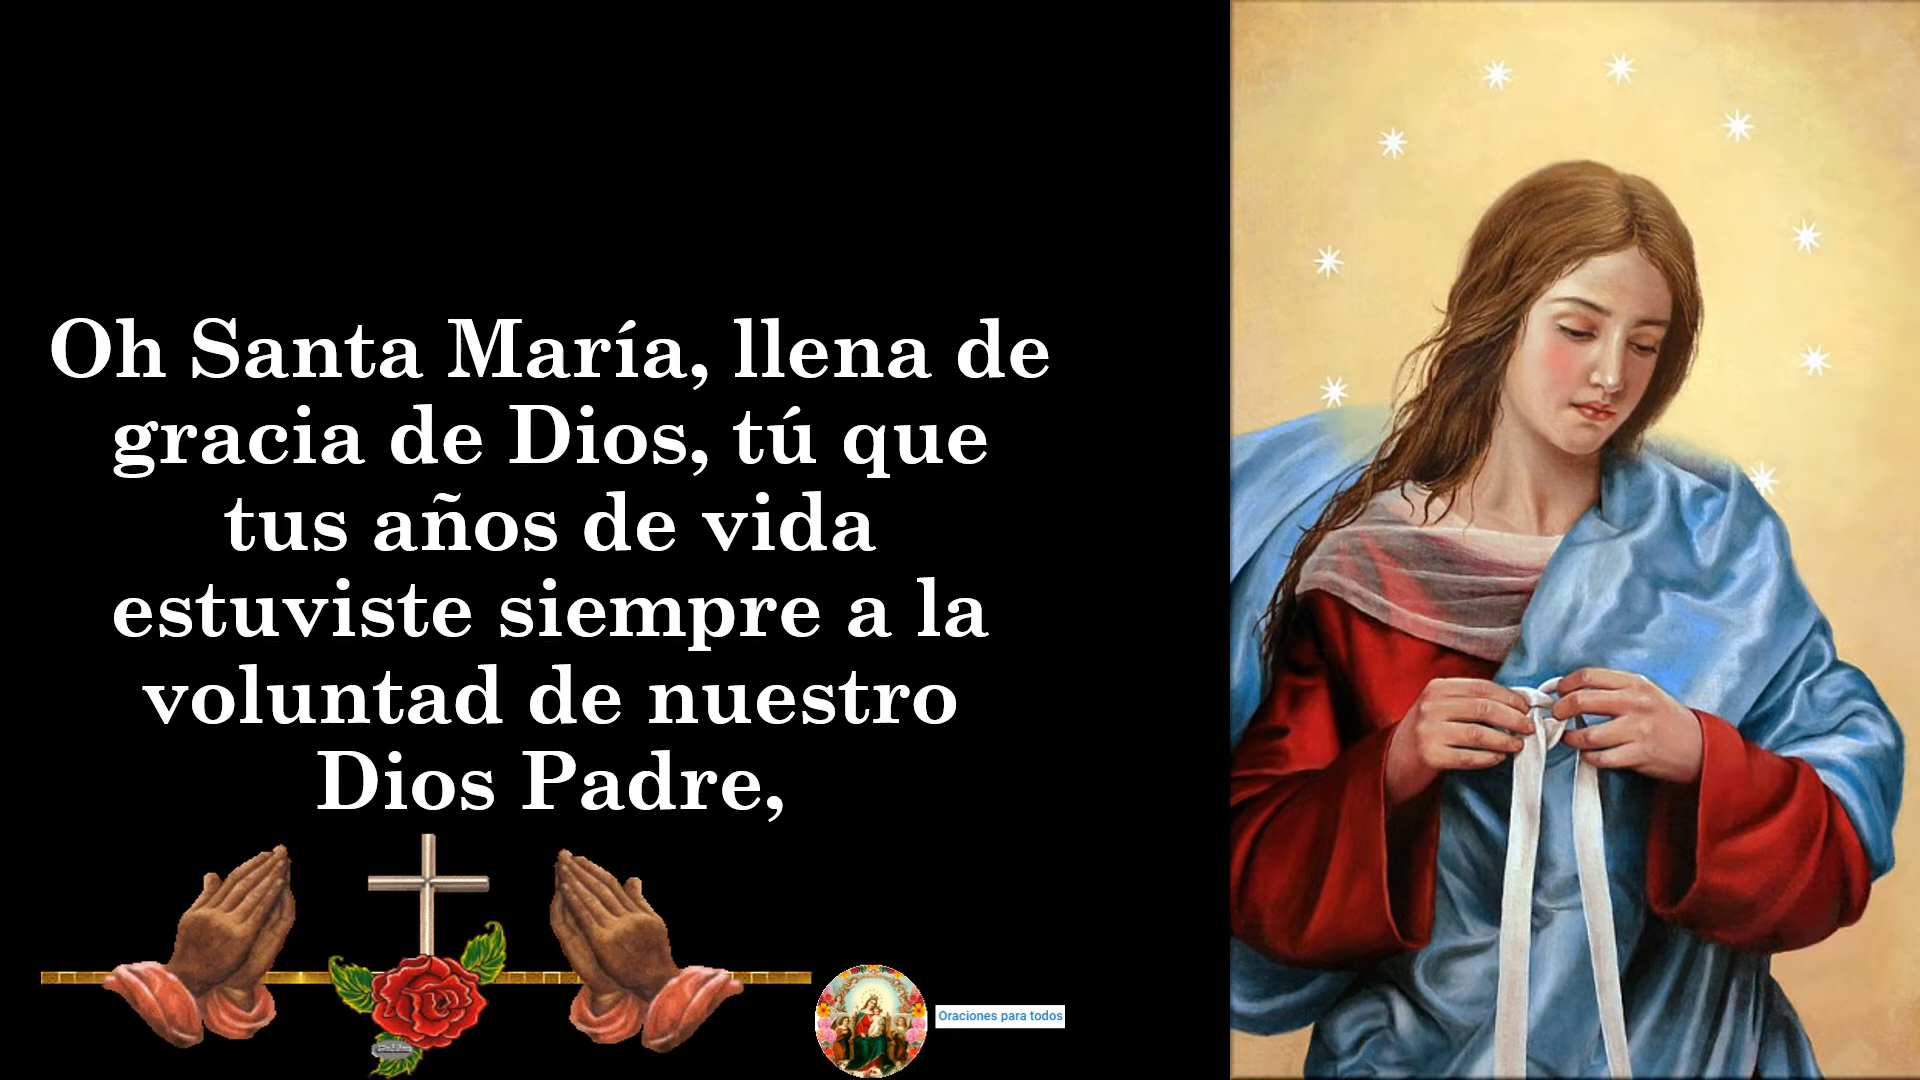 Oh Santa María, llena de
gracia de Dios, tú que
tus años de vida
estuviste siempre a la
voluntad de nuestro
Dios Padre,
Oraciones para todos